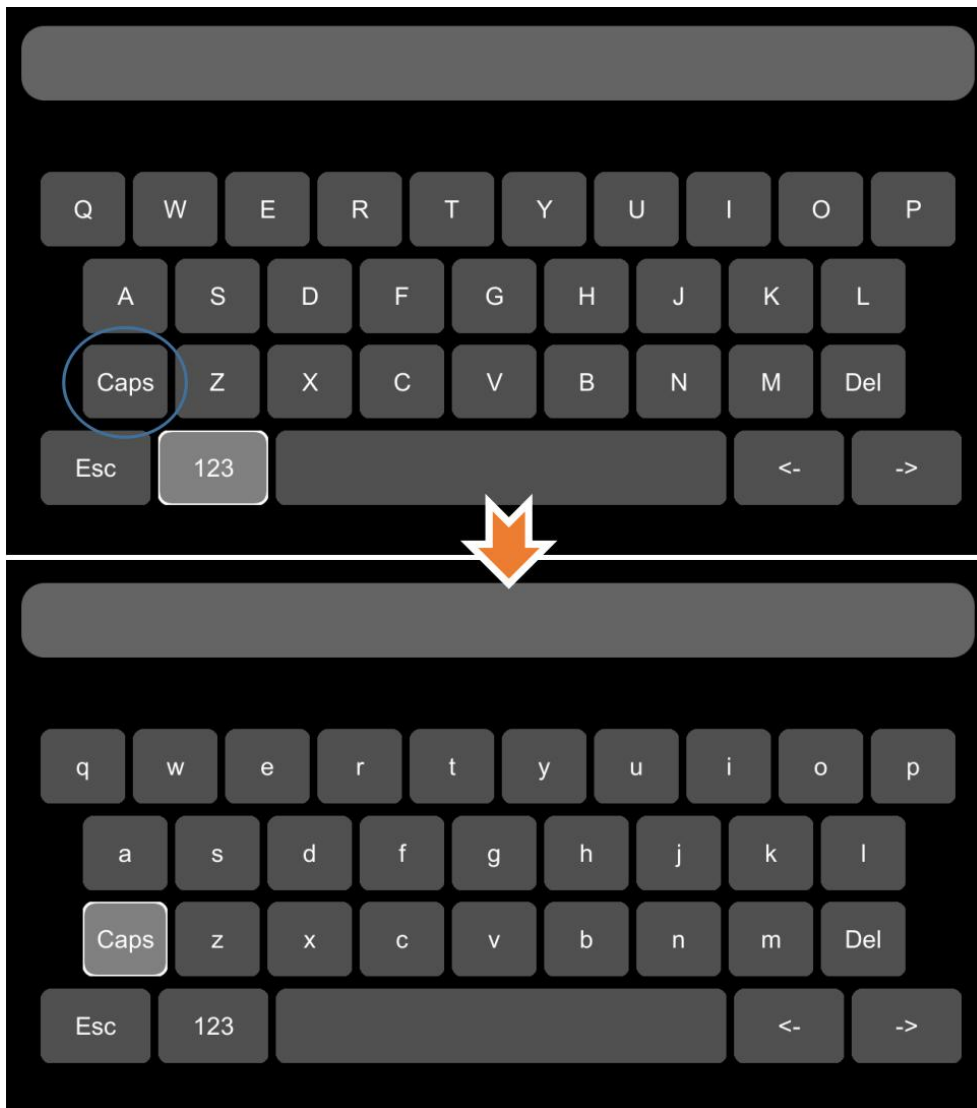 Q W E R T Y U I O P
A S D F G H J K L
Caps Z X C V B N M Del
Esc 123 <- ->
q w e r t y u i o p
a s d f g h j k l
Caps z x c v b n m Del
Esc 123 <- ->